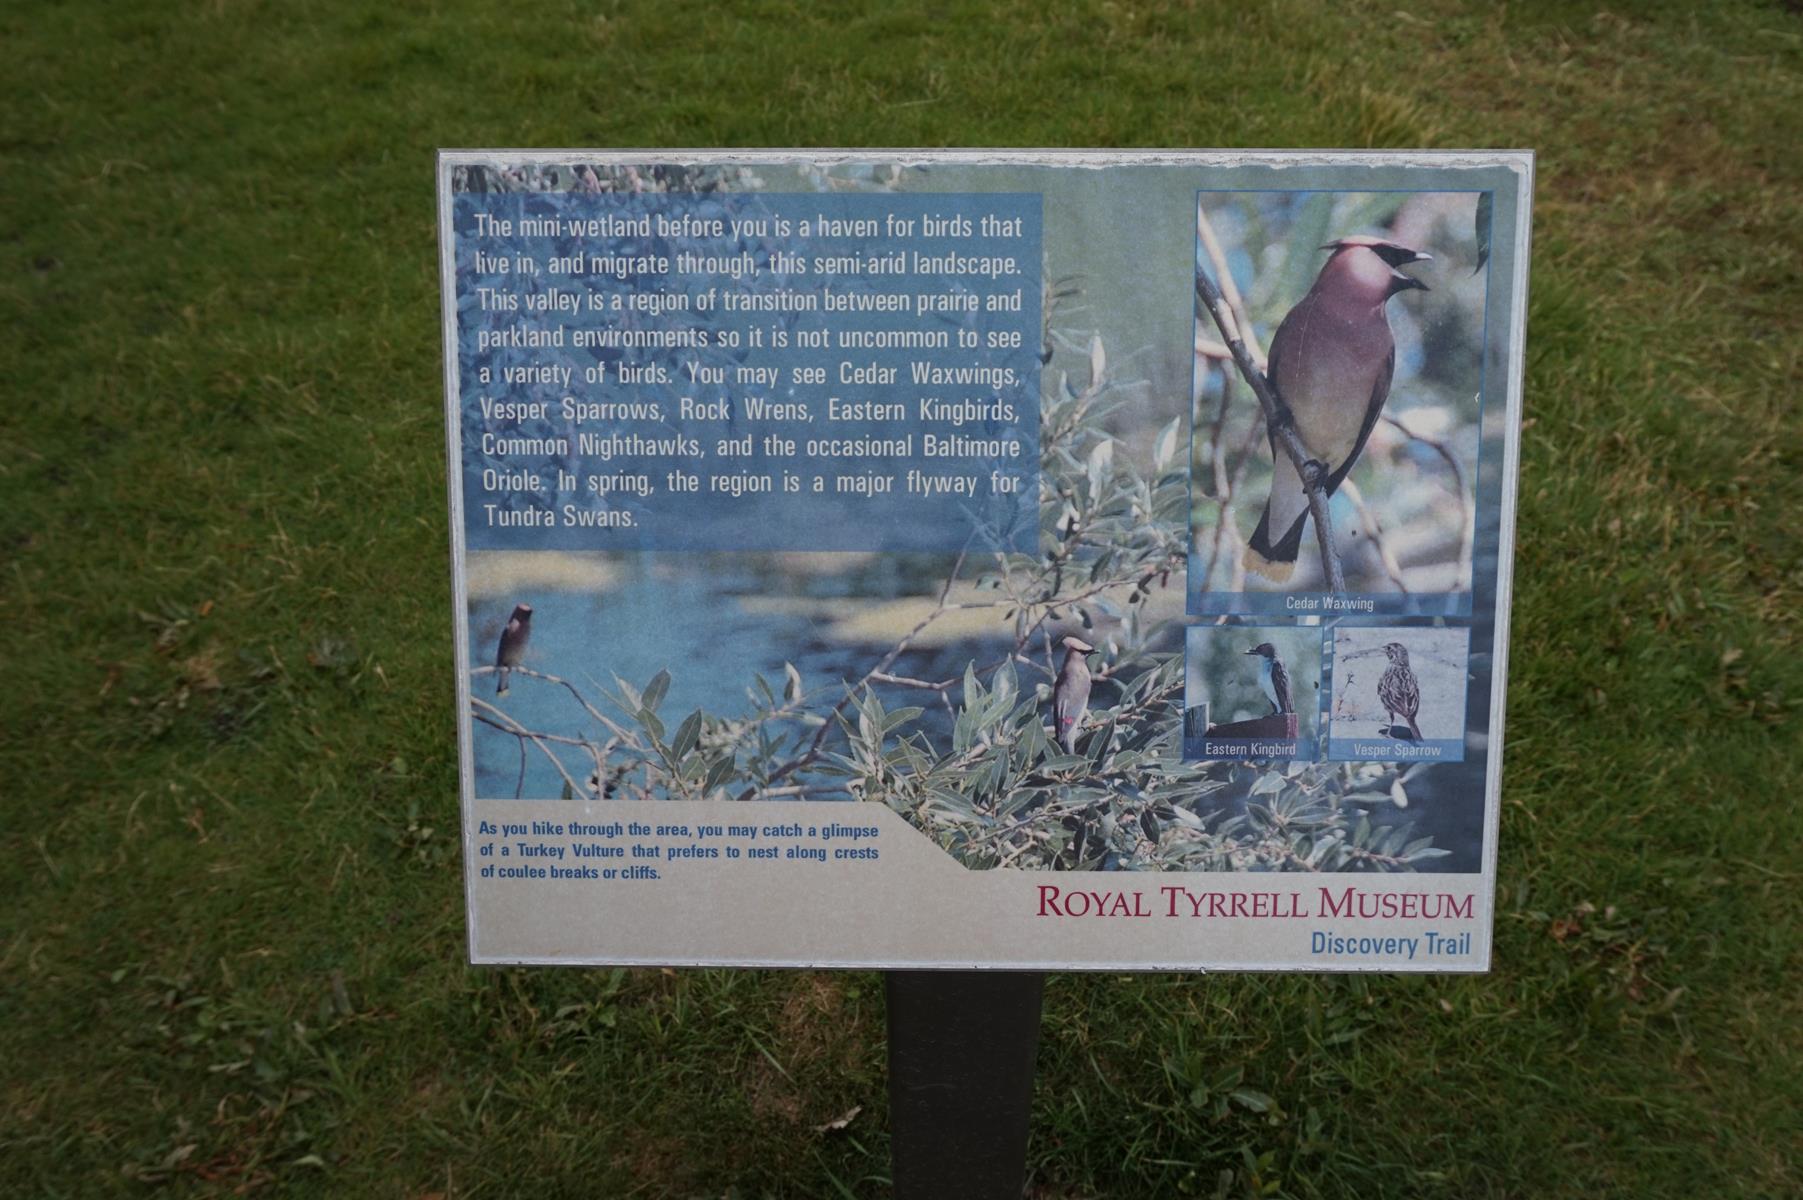 The mini-wetland before you is a haven for birds that
live in, and migrate through, this semi-arid landscape.
This valley is a region of transition between prairie and
parkland environments so it is not uncommon to see
a variety of birds. You may see Cedar Waxwings,
Vesper Sparrows, Rock Wrens, Eastern Kingbirds,
Common Nighthawks, and the occasional Baltimore
Oriole. In spring, the region is a major flyway for
Tundra Swans.
Cedar Waxwing
Eastern Kingbird
Vesper Sparrow
As you hike through the area, you may catch a glimpse
of a Turkey Vulture that prefers to nest along crests
of coulee breaks or cliffs.
ROYAL TYRRELL MUSEUM
Discovery Trail